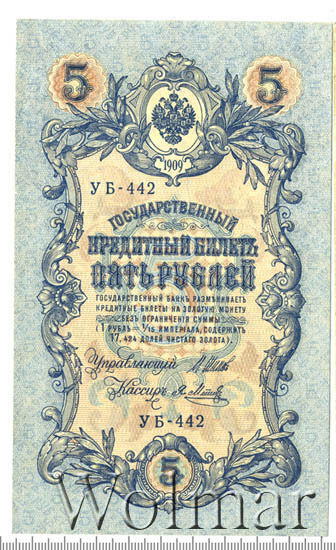 5 5
1909
УБ-442
ГОСУДАРСТВЕННЫЙ
КРЕДИТНЫЙ БИЛЕТЪ
ПЯТЬ РУБЛЕЙ
ГОСУДАРСТВЕННЫЙ БАНКЪ РАЗМѢНИВАЕТЪ
КРЕДИТНЫЕ БИЛЕТЫ НА ЗОЛОТУЮ МОНЕТУ
БЕЗЪ ОГРАНИЧЕНІЯ СУММЫ
(1 РУБЛЬ = 1/15 ИМПЕРІАЛА, СОДЕРЖИТЪ
17,424 ДОЛЕЙ ЧИСТАГО ЗОЛОТА).
Управляющій
Кассиръ
УБ-442
5
Wolmar